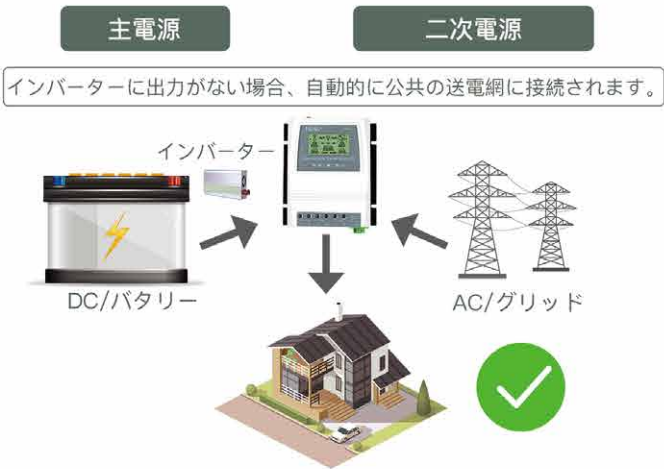 主電源
二次電源
インバーターに出力がない場合、自動的に公共の送電網に接続されます。
インバーター
DC/バタリー
AC/グリッド